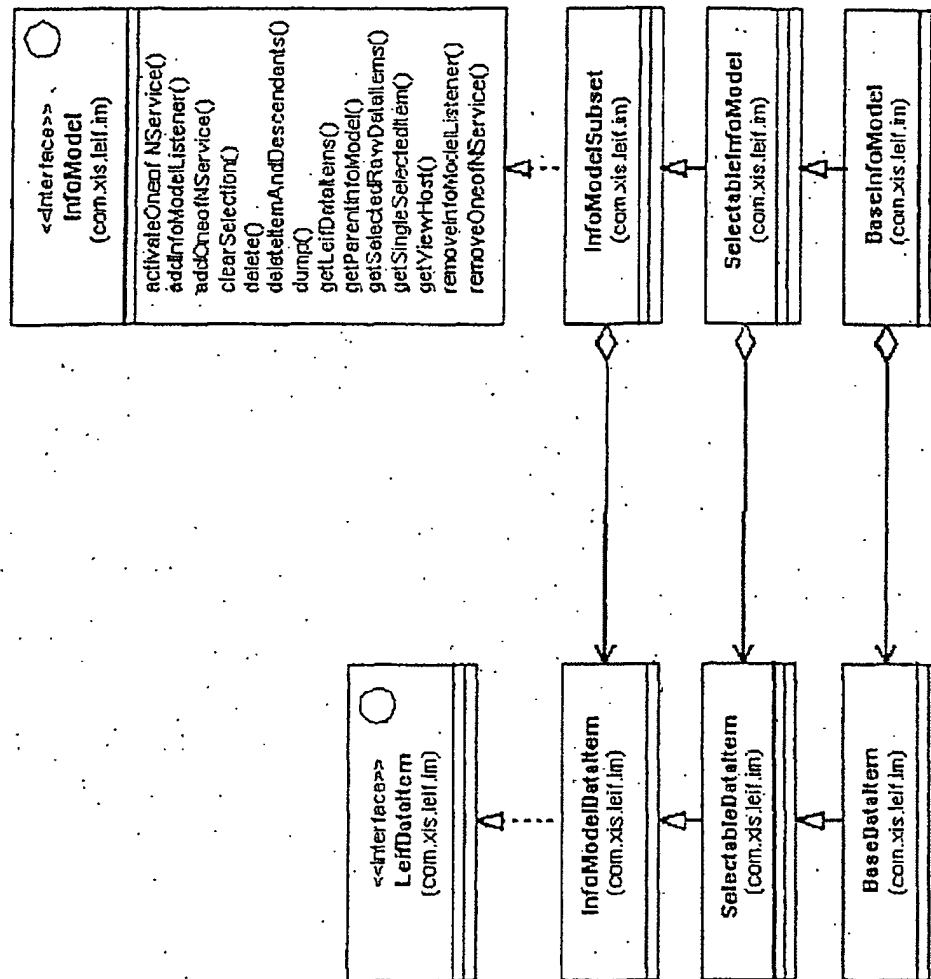 <<Interface>>
InfoModel
(com.xis.leif.im)
activateOneofNService()
addInfoModelListener()
addOneofNService()
clearSelection()
delete()
deleteItemAndDescendants()
dump()
getLeifDataItems()
getParentInfoModel()
getSelectedRawDataItems()
getSingleSelectedItem()
getViewHost()
removeInfoModelListener()
removeOneofNService()
InfoModelSubset
(com.xis.leif.im)
SelectableInfoModel
(com.xis.leif.im)
BaseInfoModel
(com.xis.leif.im)
<<Interface>>
LeifDataItem
(com.xis.leif.im)
InfoModelDataItem
(com.xis.leif.im)
SelectableDataItem
(com.xis.leif.im)
BaseDataItem
(com.xis.leif.im)